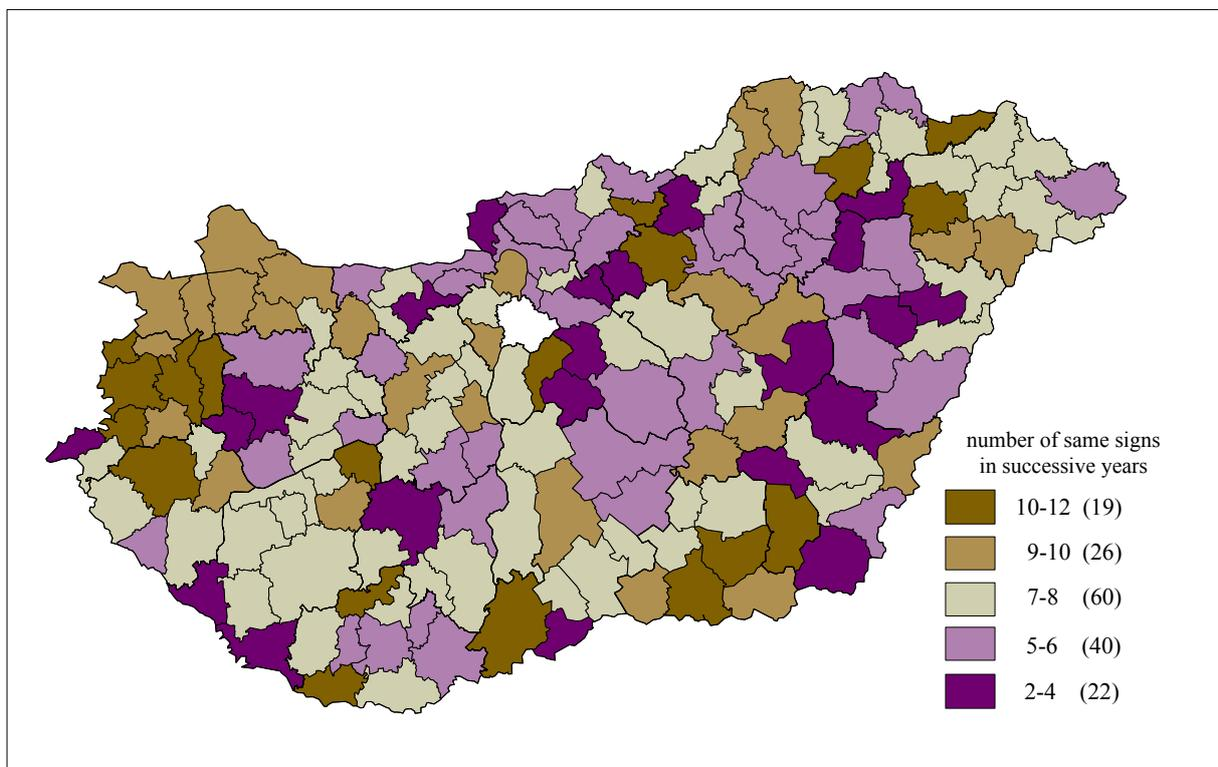 number of same signs
in successive years
10-12 (19)
9-10 (26)
7-8 (60)
5-6 (40)
2-4 (22)